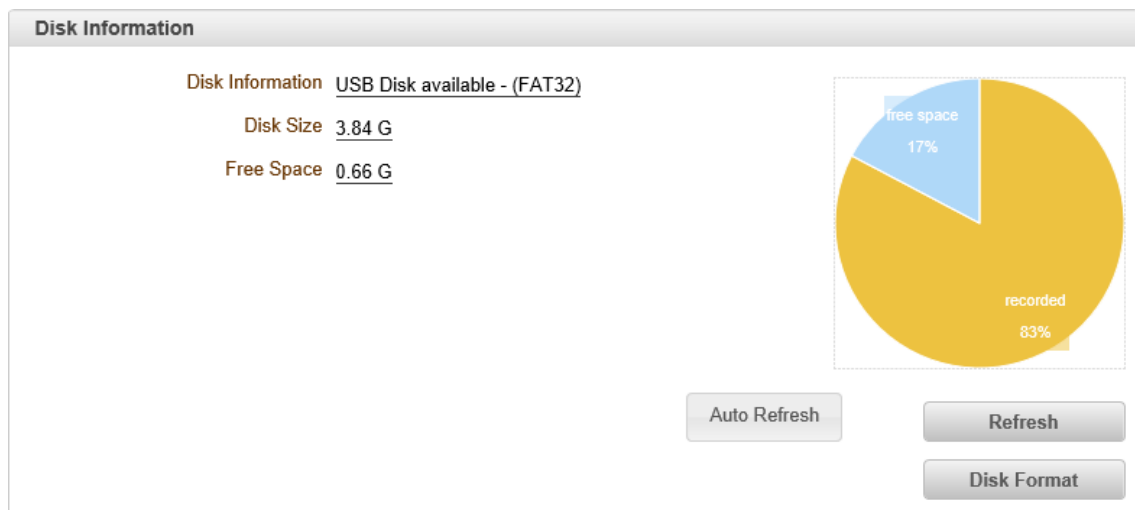 Disk Information
Disk Information USB Disk available - (FAT32)
Disk Size 3.84 G
Free Space 0.66 G
free space
17%
recorded
83%
Auto Refresh
Refresh
Disk Format